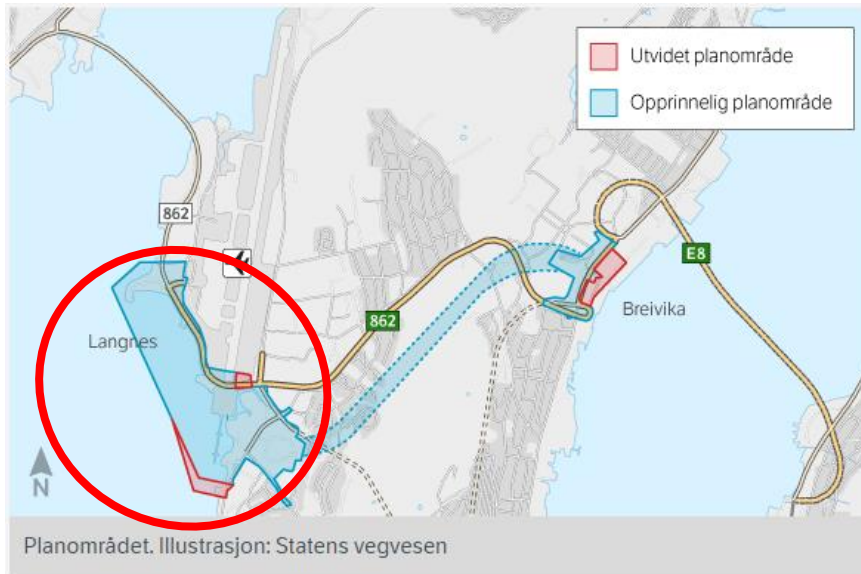 Utvidet planområde
Opprinnelig planområde
862
E8
Breivika
862
Langnes
N
Planområdet. Illustrasjon: Statens vegvesen